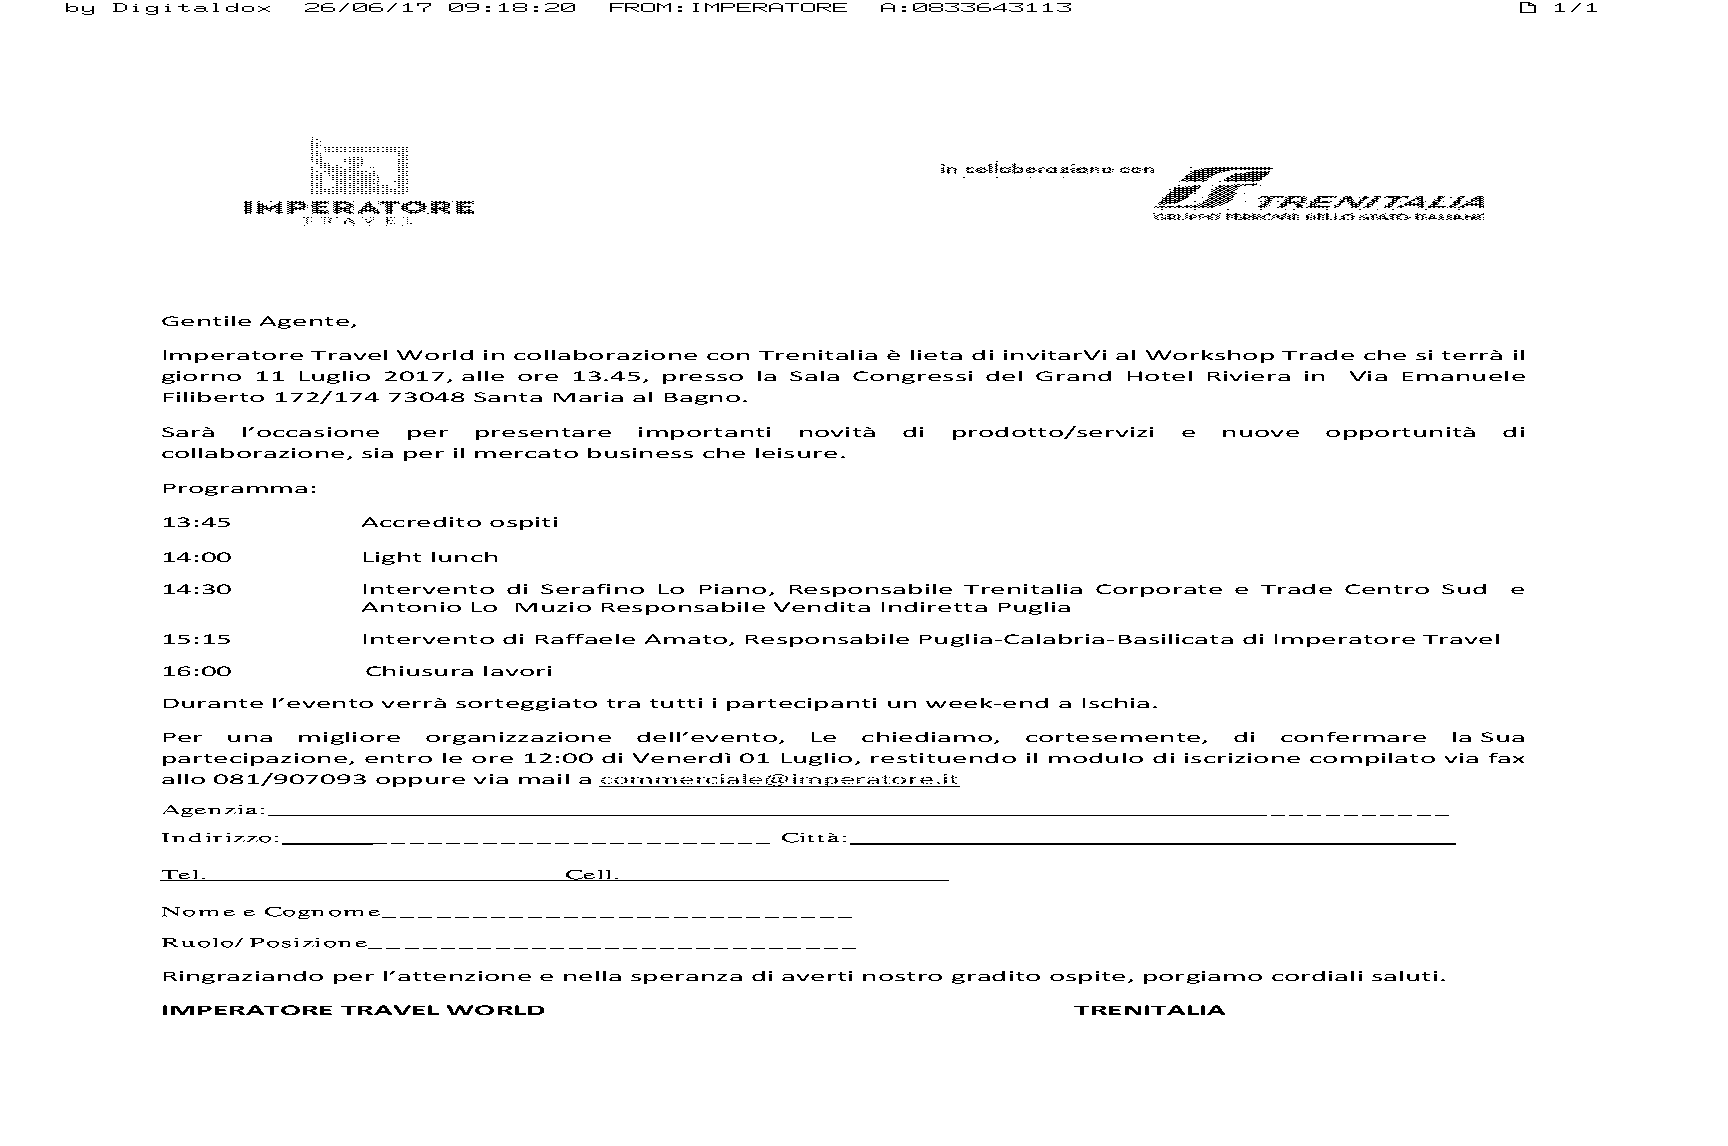 by Digitaldox 26/06/17 09:18:20 FROM:IMPERATORE A:0833643113 1/1
in collaborazione con
IMPERATORE
TRAVEL
TRENITALIA
GRUPPO FERROVIE DELLO STATO ITALIANE
Gentile Agente,
Imperatore Travel World in collaborazione con Trenitalia è lieta di invitarVi al Workshop Trade che si terrà il
giorno 11 Luglio 2017, alle ore 13.45, presso la Sala Congressi del Grand Hotel Riviera in Via Emanuele
Filiberto 172/174 73048 Santa Maria al Bagno.
Sarà l’occasione per presentare importanti novità di prodotto/servizi e nuove opportunità di
collaborazione, sia per il mercato business che leisure.
Programma:
13:45 Accredito ospiti
14:00 Light lunch
14:30 Intervento di Serafino Lo Piano, Responsabile Trenitalia Corporate e Trade Centro Sud e
Antonio Lo Muzio Responsabile Vendita Indiretta Puglia
15:15 Intervento di Raffaele Amato, Responsabile Puglia-Calabria-Basilicata di Imperatore Travel
16:00 Chiusura lavori
Durante l’evento verrà sorteggiato tra tutti i partecipanti un week-end a Ischia.
Per una migliore organizzazione dell’evento, Le chiediamo, cortesemente, di confermare la Sua
partecipazione, entro le ore 12:00 di Venerdì 01 Luglio, restituendo il modulo di iscrizione compilato via fax
allo 081/907093 oppure via mail a commerciale@imperatore.it
Agenzia:
Indirizzo: Città:
Tel. Cell.
Nome e Cognome
Ruolo/ Posizione
Ringraziando per l’attenzione e nella speranza di averti nostro gradito ospite, porgiamo cordiali saluti.
IMPERATORE TRAVEL WORLD TRENITALIA